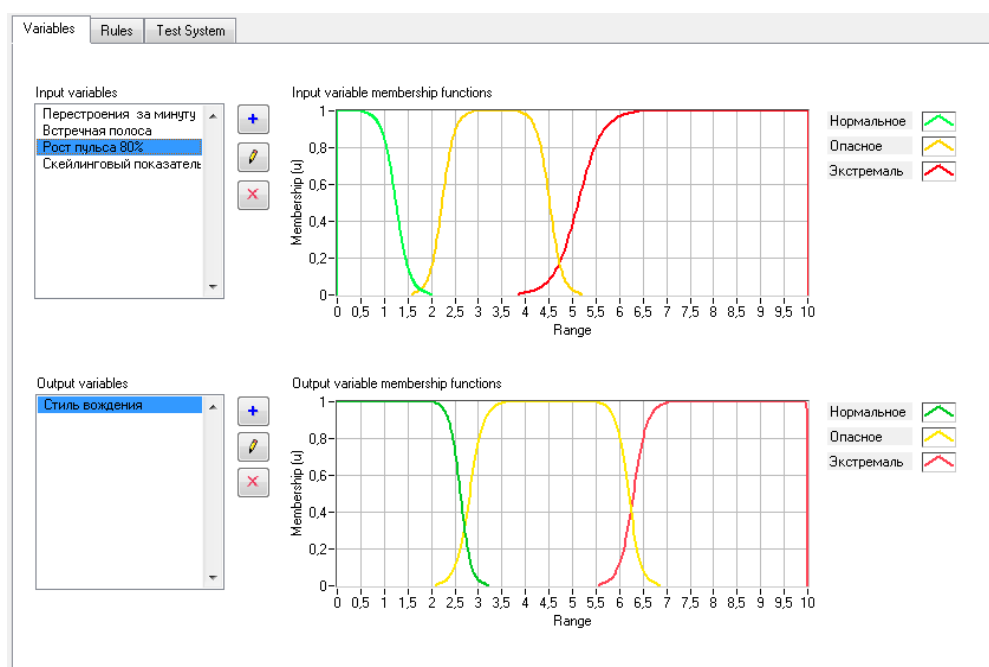 Variables Rules Test System
Input variables
Перестроения за минуту
Встречная полоса
Рост пульса 80%
Скейлинговый показатель
Input variable membership functions
Membership (u)
1
0,8
0,6
0,4
0,2
0
0 0,5 1 1,5 2 2,5 3 3,5 4 4,5 5 5,5 6 6,5 7 7,5 8 8,5 9 9,5 10
Range
Нормальное
Опасное
Экстремаль
Output variables
Стиль вождения
Output variable membership functions
Membership (u)
1
0,8
0,6
0,4
0,2
0
0 0,5 1 1,5 2 2,5 3 3,5 4 4,5 5 5,5 6 6,5 7 7,5 8 8,5 9 9,5 10
Range
Нормальное
Опасное
Экстремаль